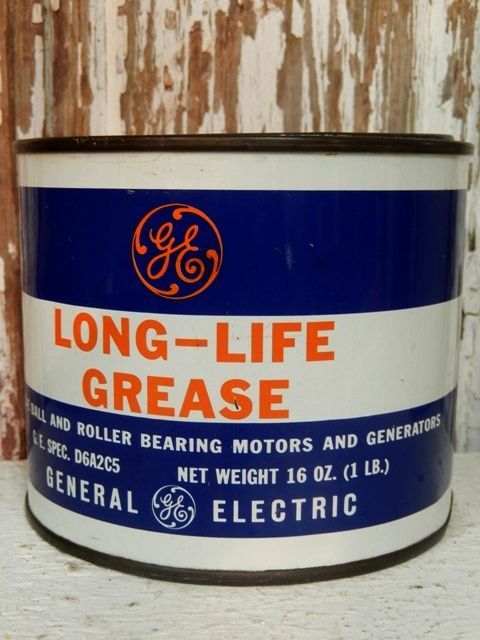 GE
LONG-LIFE
GREASE
BALL AND ROLLER BEARING MOTORS AND GENERATORS
G.E. SPEC. D6A2C5 NET WEIGHT 16 OZ. (1 LB.)
GENERAL GE ELECTRIC